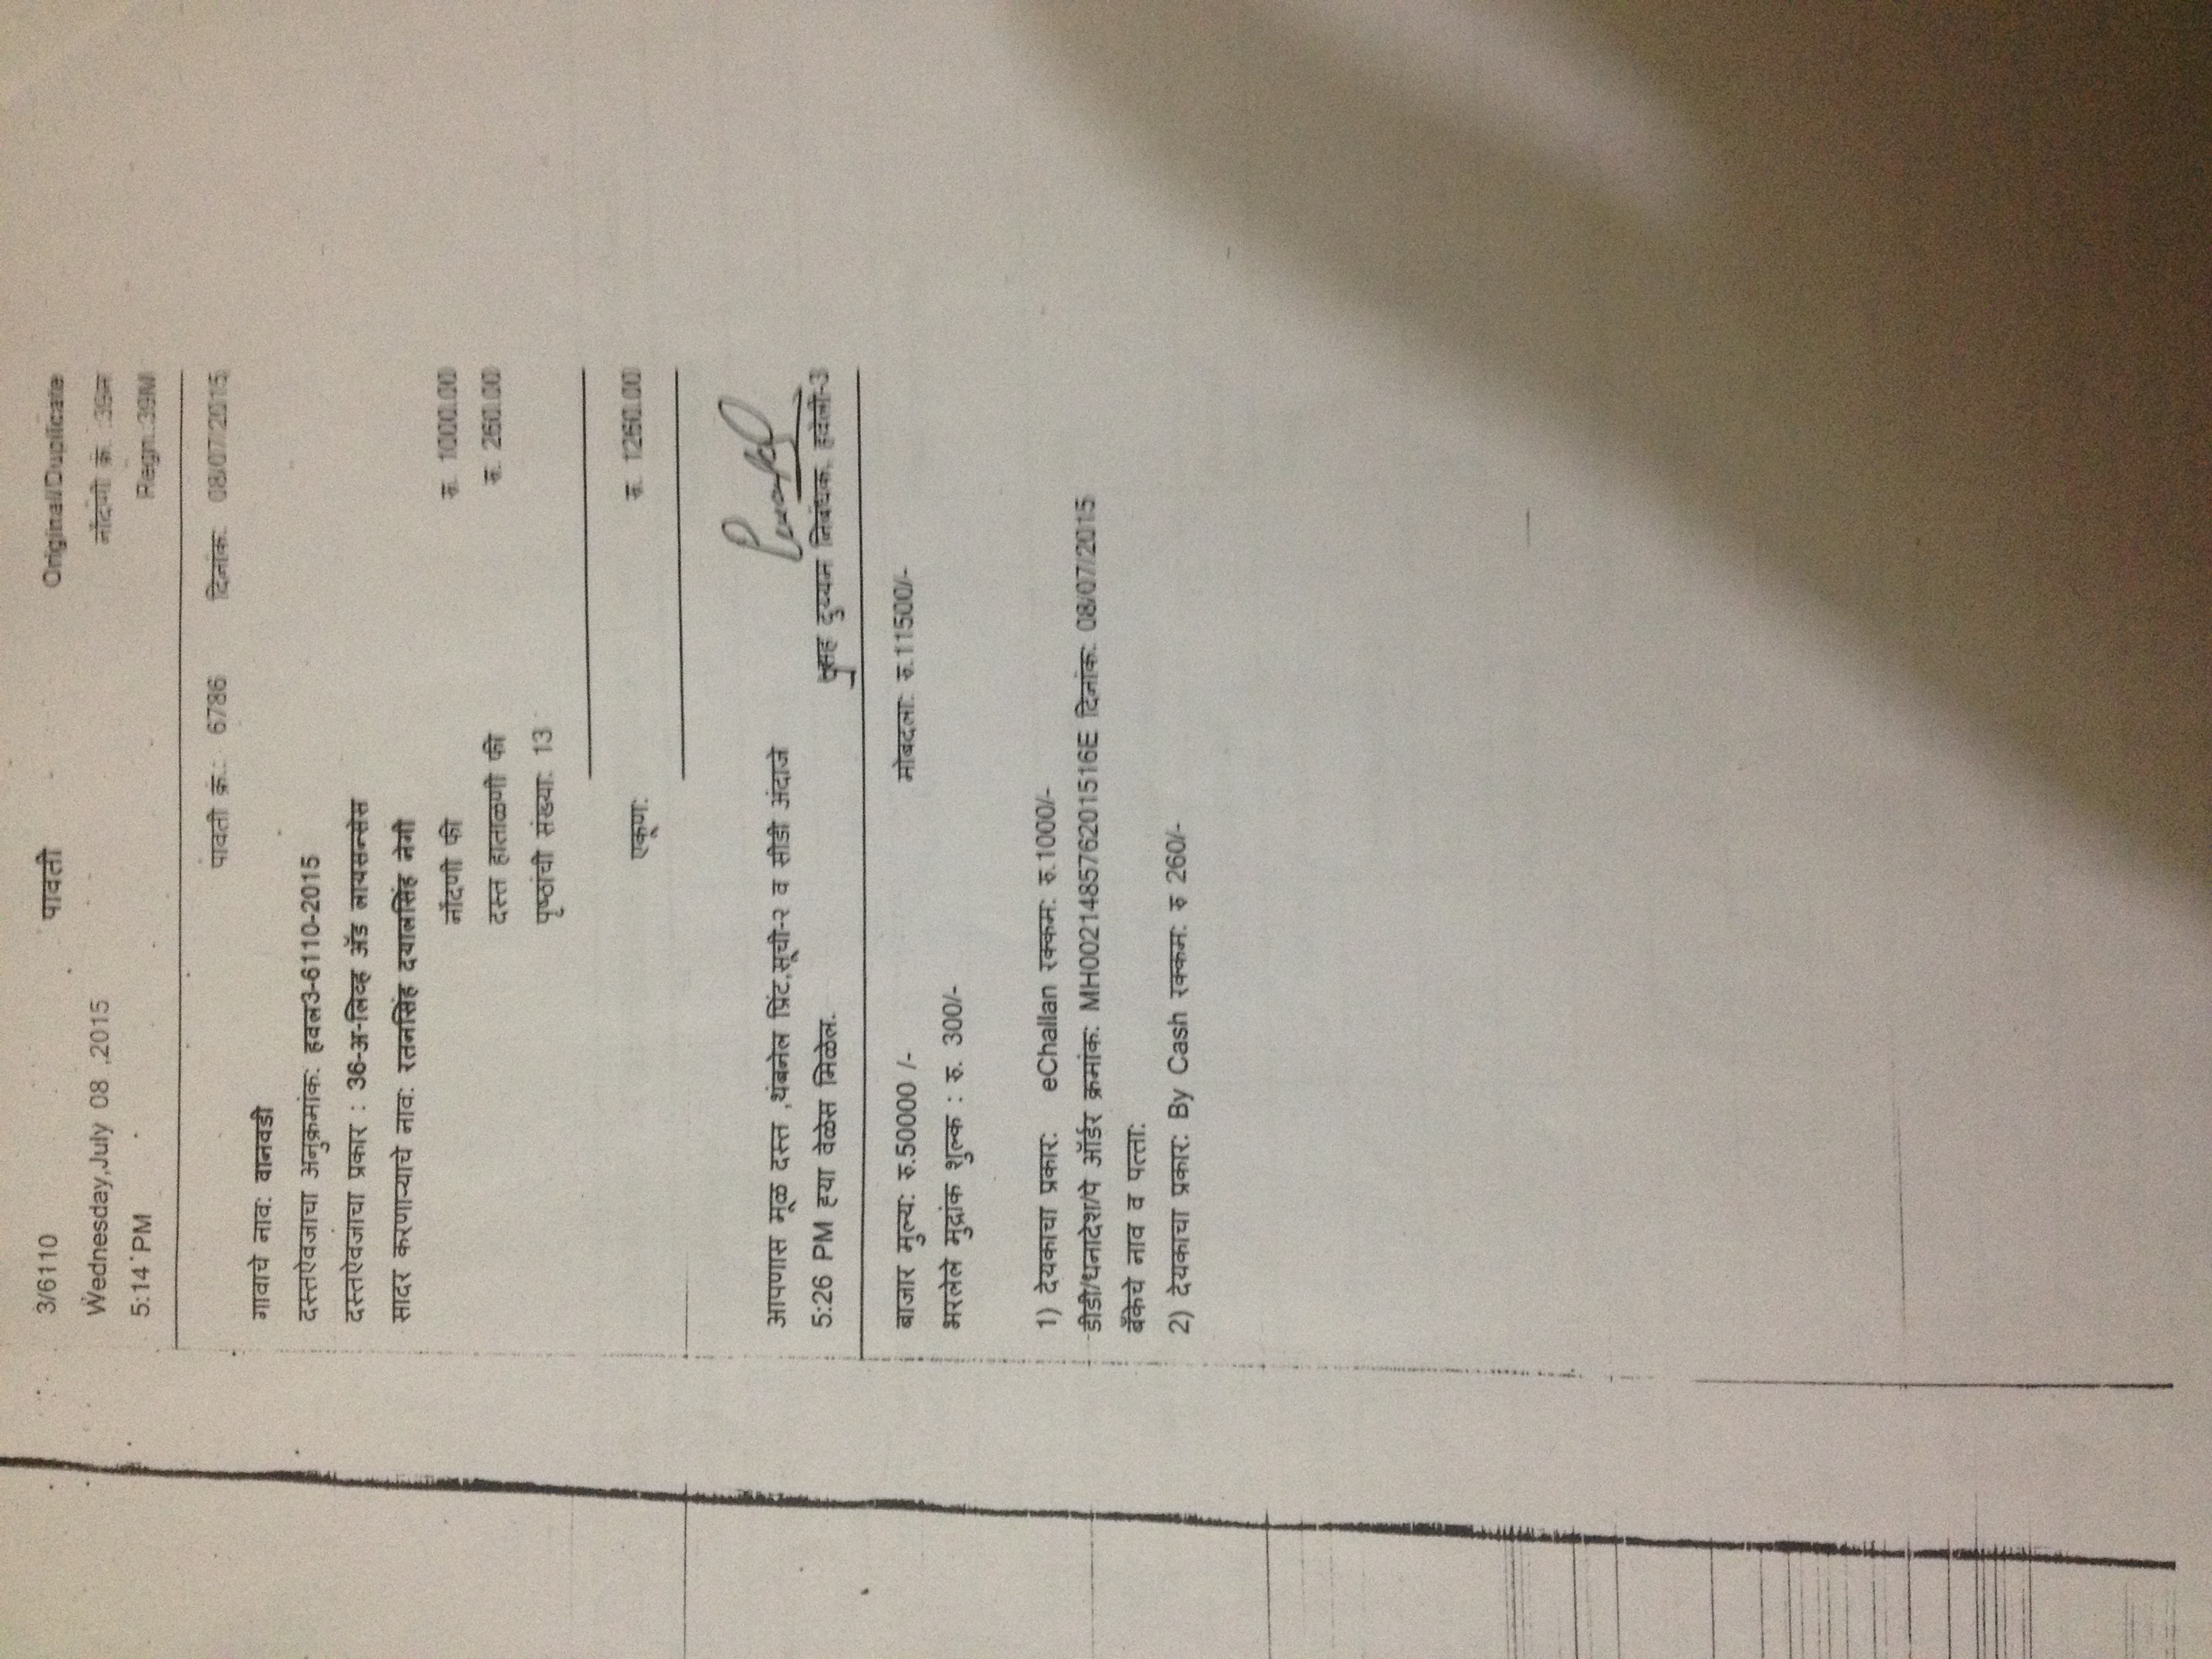 3/6110 पावती Original/Duplicate
Wednesday,July 08 ,2015 नोंदणी क्रं. :39म
5:14 PM Regn.:39M
पावती क्रं.: 6786 दिनांक: 08/07/2015
गावाचे नाव: वानवडी
दस्तऐवजाचा अनुक्रमांक: हवल3-6110-2015
दस्तऐवजाचा प्रकार : 36-अ-लिव्ह अॅड लायसन्सेस
सादर करणाऱ्याचे नाव: रतनसिंह दयालसिंह नेगी
नोंदणी फी रु. 1000.00
दस्त हाताळणी फी रु. 260.00
पृष्ठांची संख्या: 13
एकूण: रु. 1260.00
आपणास मूळ दस्त ,थंबनेल प्रिंट,सूची-२ व सीडी अंदाजे
5:26 PM ह्या वेळेस मिळेल. सह दुय्यम निबंधक, हवेली-3
बाजार मुल्य: रु.50000 /- मोबदला: रु.11500/-
भरलेले मुद्रांक शुल्क : रु. 300/-
1) देयकाचा प्रकार: eChallan रक्कम: रु.1000/-
डीडी/धनादेश/पे ऑर्डर क्रमांक: MH002148576201516E दिनांक: 08/07/2015
बँकेचे नाव व पत्ता:
2) देयकाचा प्रकार: By Cash रक्कम: रु 260/-